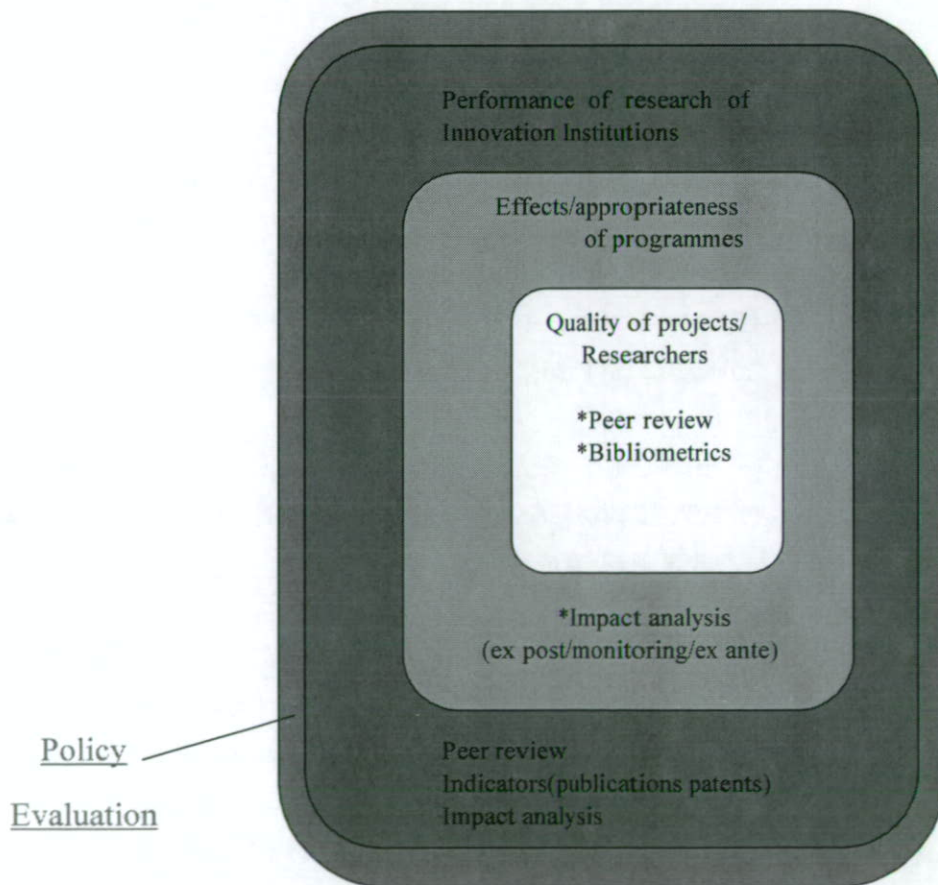 Performance of research of
Innovation Institutions
Effects/appropriateness
of programmes
Quality of projects/
Researchers
*Peer review
*Bibliometrics
*Impact analysis
(ex post/monitoring/ex ante)
Peer review
Indicators(publications patents)
Impact analysis
Policy
Evaluation